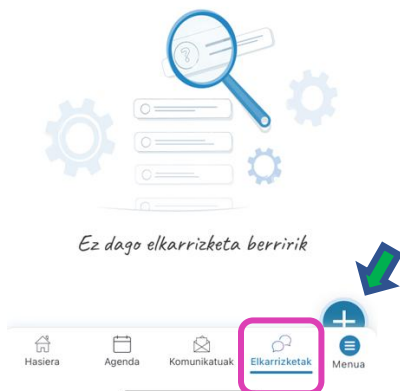 Ez dago elkarrizketa berririk
Hasiera
Agenda
Komunikatuak
Elkarrizketak
Menua